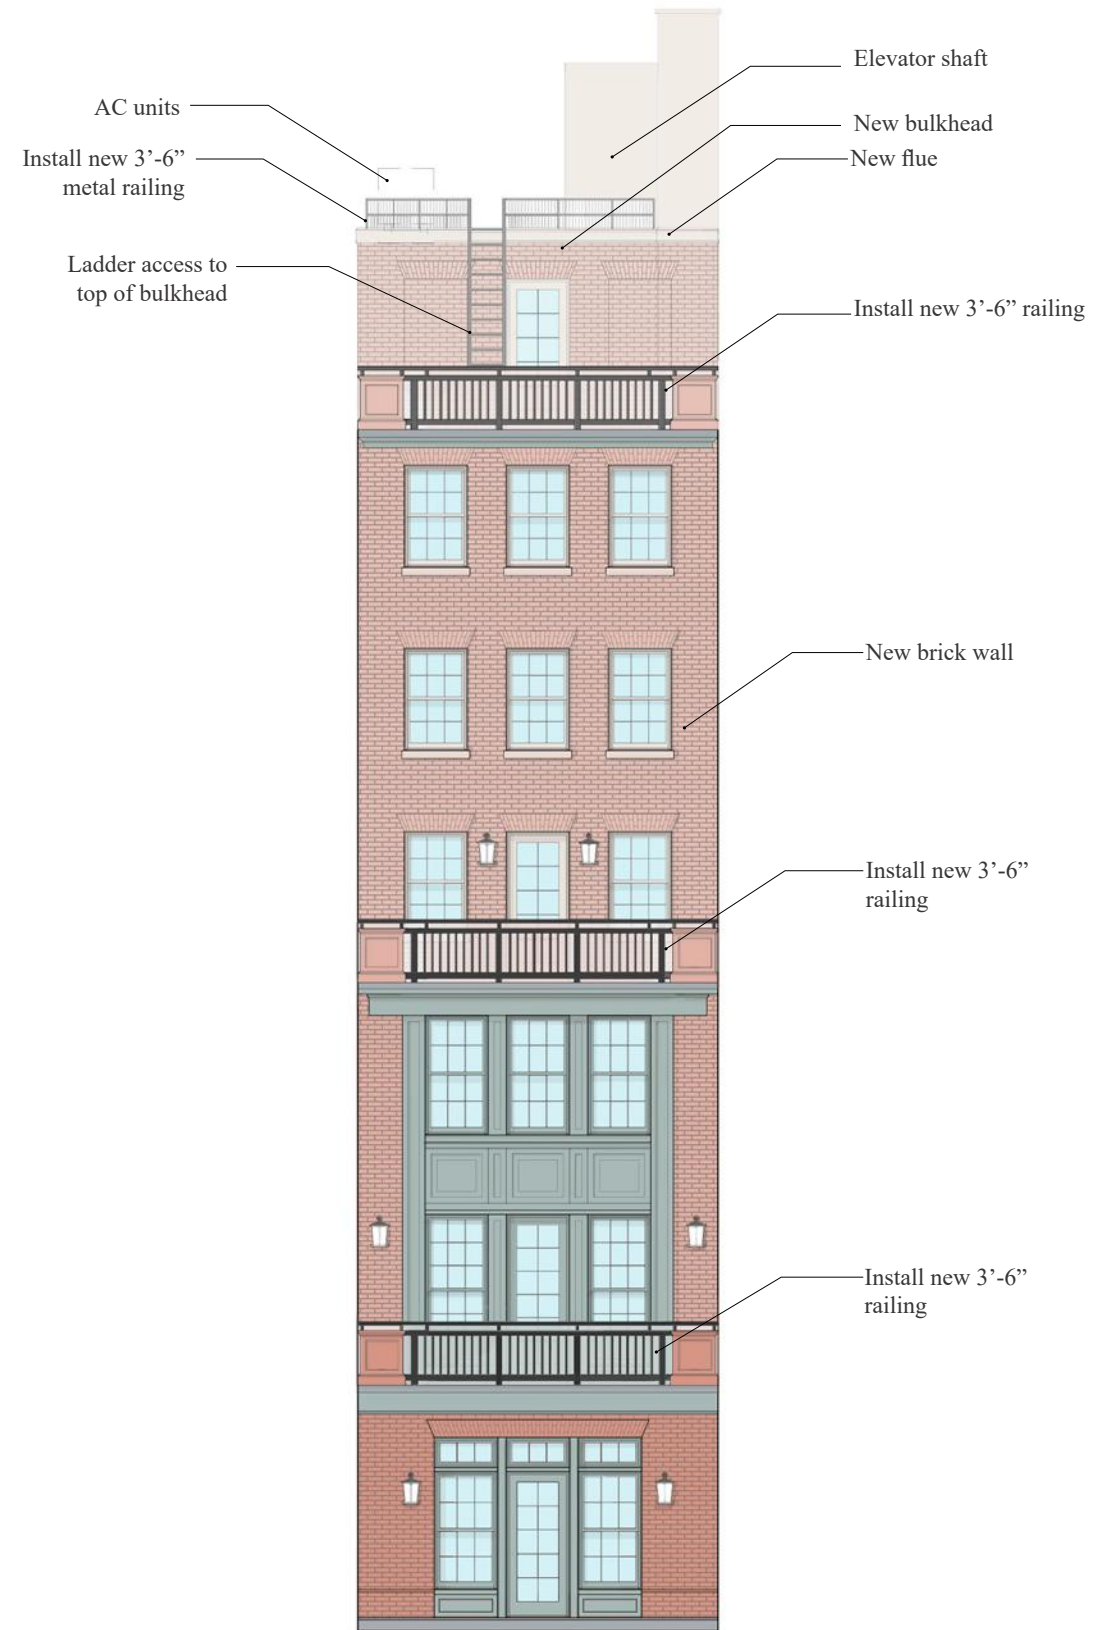 Elevator shaft
AC units
New bulkhead
Install new 3’-6”
metal railing
New flue
Ladder access to
top of bulkhead
Install new 3’-6” railing
New brick wall
Install new 3’-6”
railing
Install new 3’-6”
railing